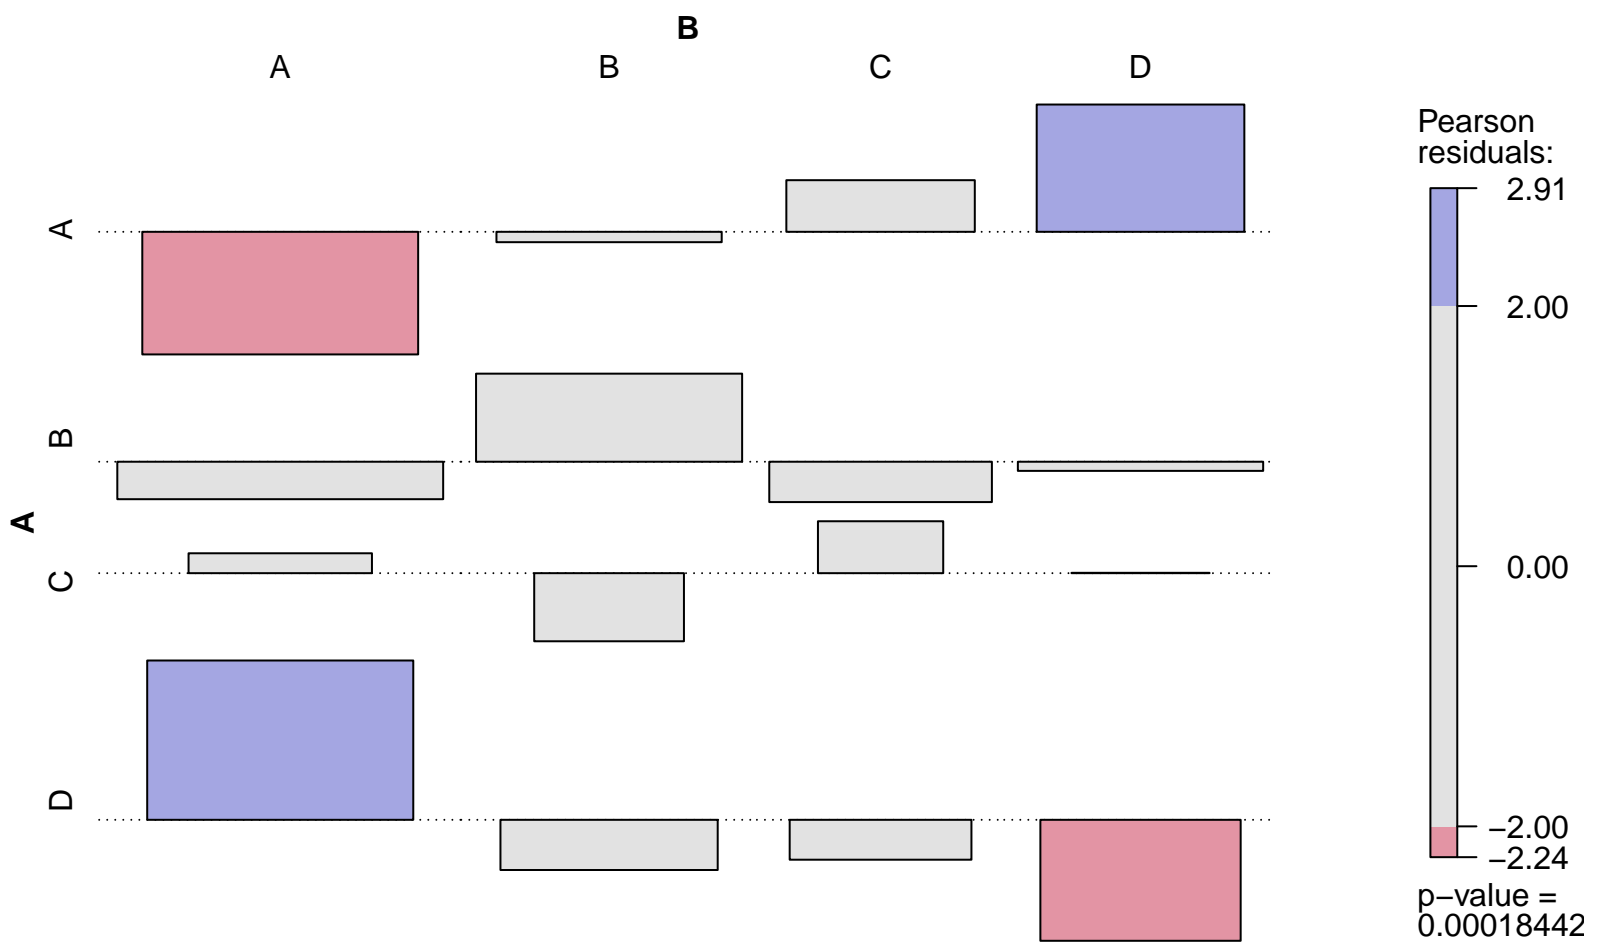 B
A B C D
A
B
A
C
D
Pearson
residuals:
2.91
2.00
0.00
−2.00
−2.24
p−value =
0.00018442